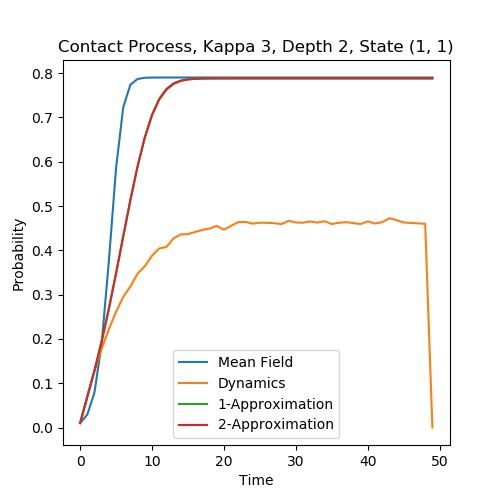 Contact Process, Kappa 3, Depth 2, State (1, 1)
0.8
0.7
0.6
0.5
0.4
0.3
0.2
0.1
0.0
Probability
Mean Field
Dynamics
1-Approximation
2-Approximation
0 10 20 30 40 50
Time